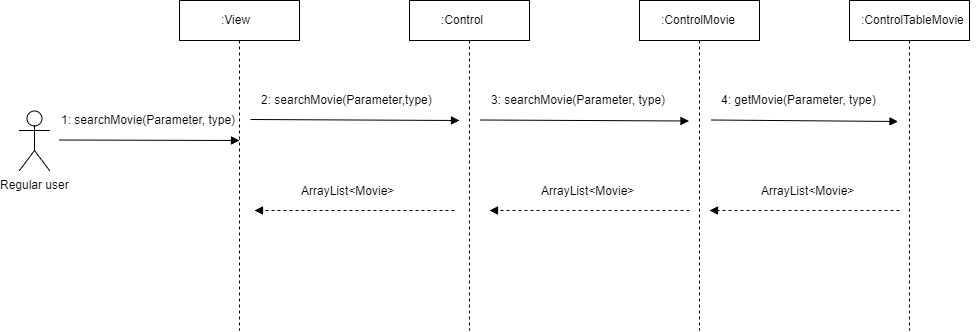 :View
:Control
:ControlMovie
:ControlTableMovie
1: searchMovie(Parameter, type)
2: searchMovie(Parameter,type)
3: searchMovie(Parameter, type)
4: getMovie(Parameter, type)
Regular user
ArrayList<Movie>
ArrayList<Movie>
ArrayList<Movie>